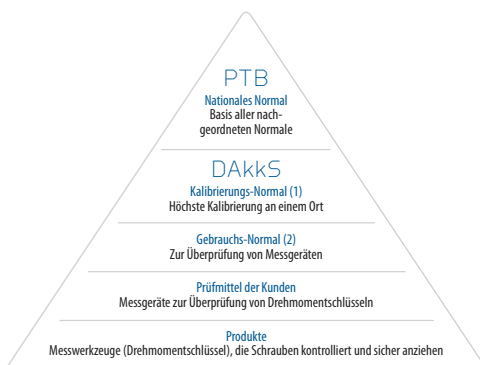 PTB
Nationales Normal
Basis aller nach-
geordneten Normale
DAkkS
Kalibrierungs-Normal (1)
Höchste Kalibrierung an einem Ort
Gebrauchs-Normal (2)
Zur Überprüfung von Messgeräten
Prüfmittel der Kunden
Messgeräte zur Überprüfung von Drehmomentschlüsseln
Produkte
Messwerkzeuge (Drehmomentschlüssel), die Schrauben kontrolliert und sicher anziehen